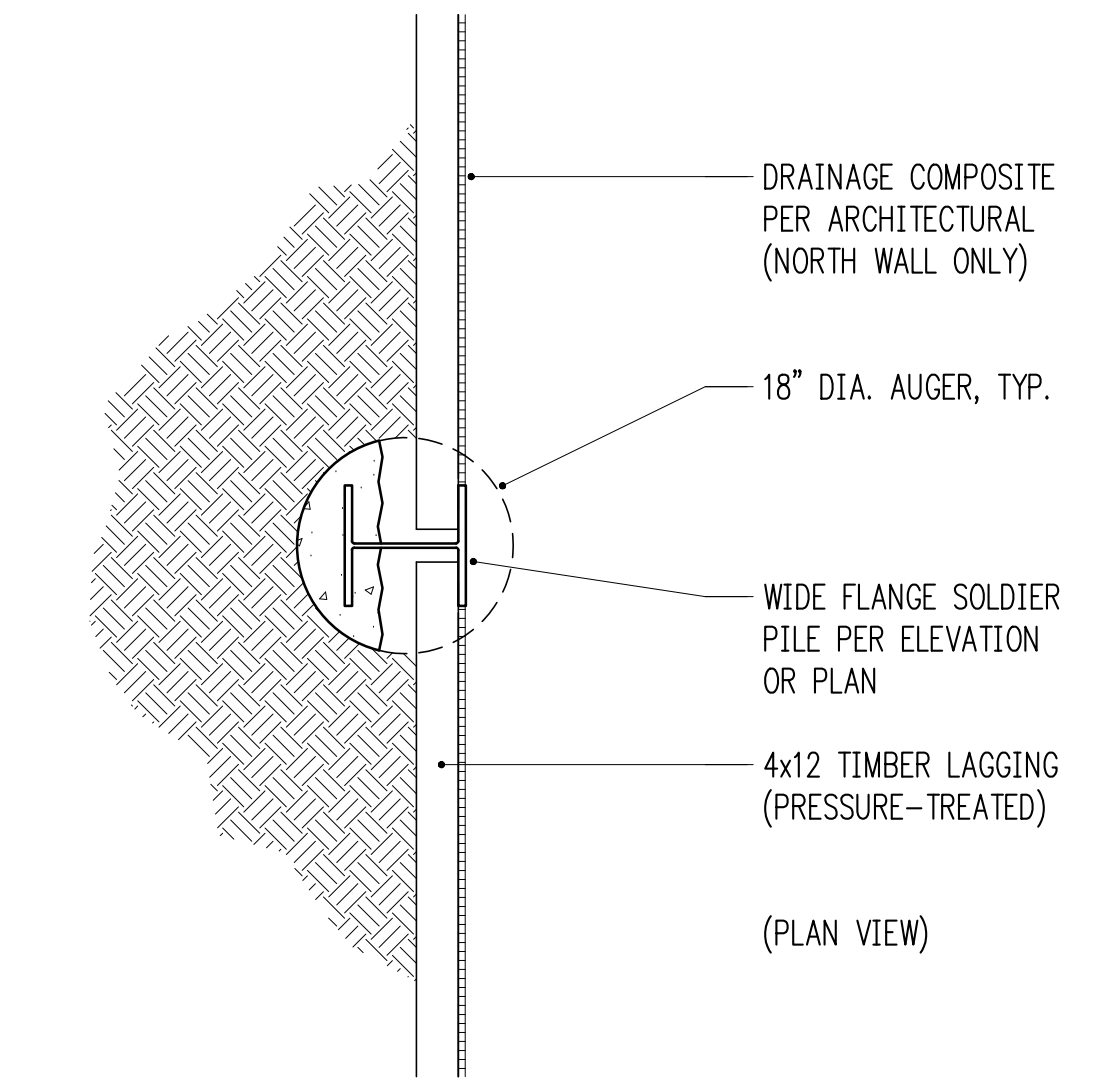 DRAINAGE COMPOSITE
PER ARCHITECTURAL
(NORTH WALL ONLY)
18” DIA. AUGER, TYP.
WIDE FLANGE SOLDIER
PILE PER ELEVATION
OR PLAN
4x12 TIMBER LAGGING
(PRESSURE-TREATED)
(PLAN VIEW)